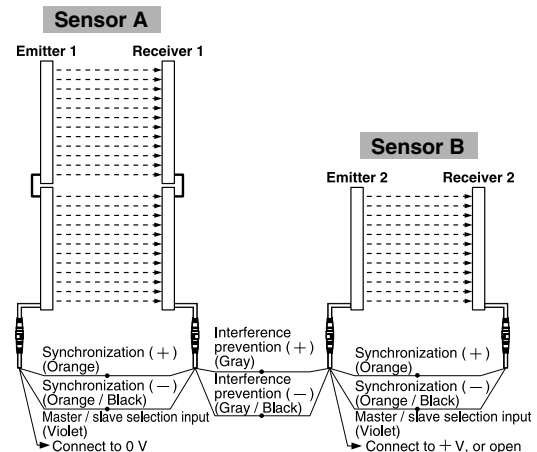 Sensor A
Emitter 1
Receiver 1
Sensor B
Emitter 2
Receiver 2
Synchronization (+)
(Orange)
Synchronization (−)
(Orange / Black)
Master / slave selection input
(Violet)
Connect to 0 V
Interference
prevention (+)
(Gray)
Interference
prevention (−)
(Gray / Black)
Synchronization (+)
(Orange)
Synchronization (−)
(Orange / Black)
Master / slave selection input
(Violet)
Connect to + V, or open